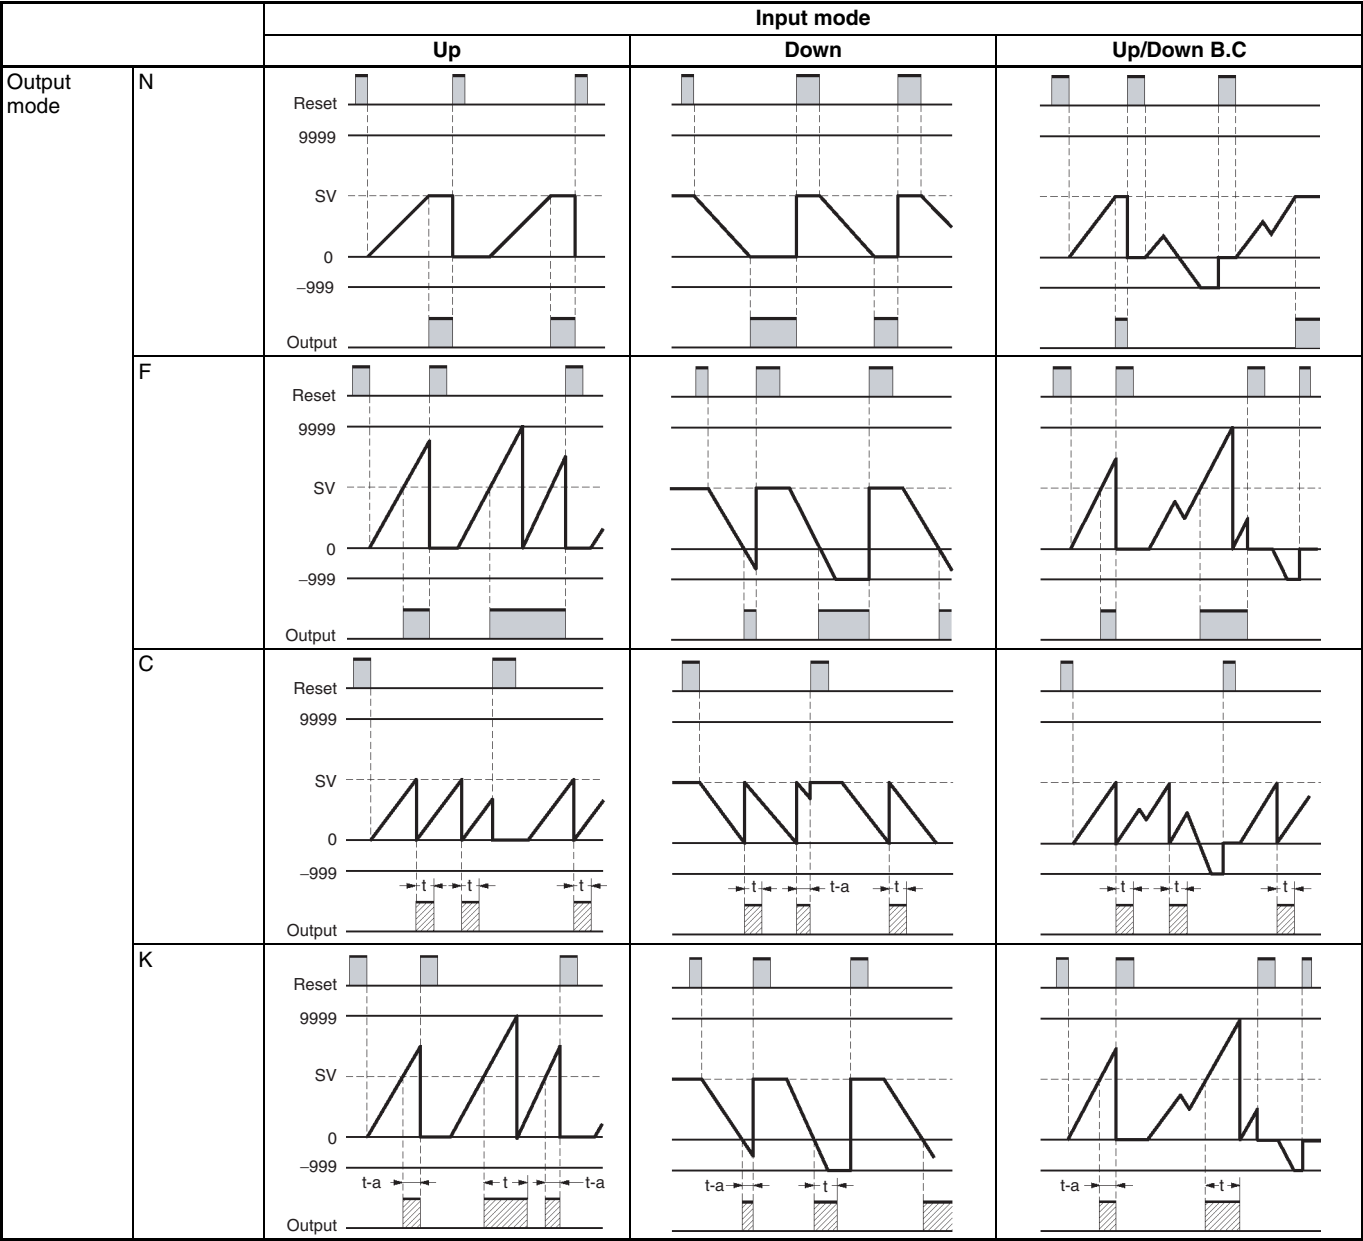 Input mode
Up Down Up/Down B.C
Output
mode
N
Reset
9999
SV
0
−999
Output
F
Reset
9999
SV
0
−999
Output
C
Reset
9999
SV
0
−999
t t t t t-a t t t t
Output
K
Reset
9999
SV
0
−999
t-a t t-a t-a t t-a t
Output